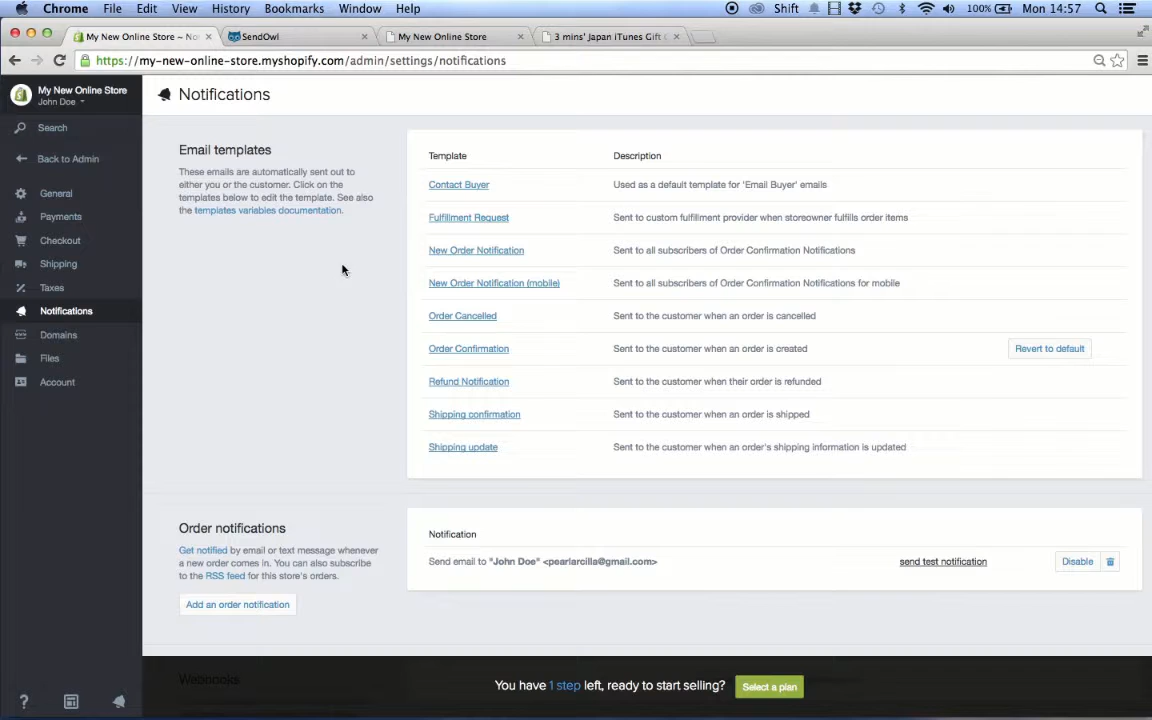 Chrome File Edit View History Bookmarks Window Help Shift 100% Mon 14:57
My New Online Store ~ No SendOwl My New Online Store 3 mins' Japan iTunes Gift
https://my-new-online-store.myshopify.com/admin/settings/notifications
My New Online Store
John Doe
Search
Back to Admin
General
Payments
Checkout
Shipping
Taxes
Notifications
Domains
Files
Account
?
Notifications
Email templates
These emails are automatically sent out to
either you or the customer. Click on the
templates below to edit the template. See also
the templates variables documentation.
Template Description
Contact Buyer Used as a default template for 'Email Buyer' emails
Fulfillment Request Sent to custom fulfillment provider when storeowner fulfills order items
New Order Notification Sent to all subscribers of Order Confirmation Notifications
New Order Notification (mobile) Sent to all subscribers of Order Confirmation Notifications for mobile
Order Cancelled Sent to the customer when an order is cancelled
Order Confirmation Sent to the customer when an order is created Revert to default
Refund Notification Sent to the customer when their order is refunded
Shipping confirmation Sent to the customer when an order is shipped
Shipping update Sent to the customer when an order's shipping information is updated
Order notifications
Get notified by email or text message whenever
a new order comes in. You can also subscribe
to the RSS feed for this store's orders.
Add an order notification
Notification
Send email to "John Doe" <pearlarcilla@gmail.com> send test notification Disable
Webhooks
You have 1 step left, ready to start selling? Select a plan